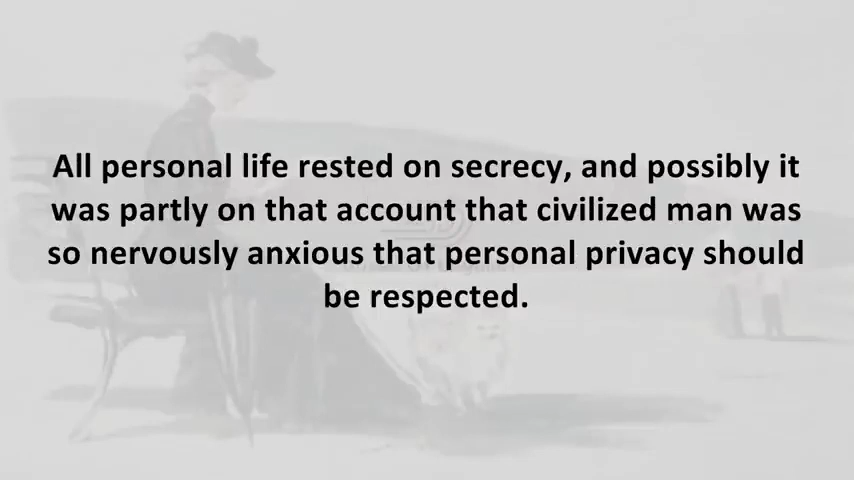 All personal life rested on secrecy, and possibly it
was partly on that account that civilized man was
so nervously anxious that personal privacy should
be respected.